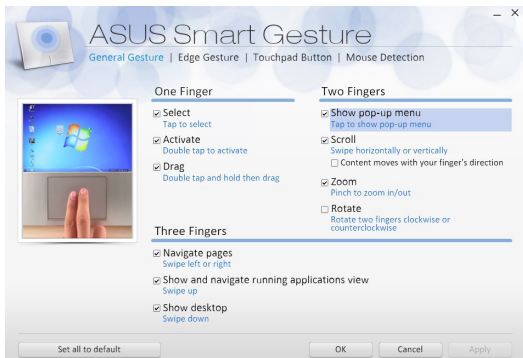 ASUS Smart Gesture
General Gesture | Edge Gesture | Touchpad Button | Mouse Detection
One Finger
Select
Tap to select
Activate
Double tap to activate
Drag
Double tap and hold then drag
Two Fingers
Show pop-up menu
Tap to show pop-up menu
Scroll
Swipe horizontally or vertically
Content moves with your finger's direction
Zoom
Pinch to zoom in/out
Rotate
Rotate two fingers clockwise or
counterclockwise
Three Fingers
Navigate pages
Swipe left or right
Show and navigate running applications view
Swipe up
Show desktop
Swipe down
Set all to default
OK
Cancel
Apply